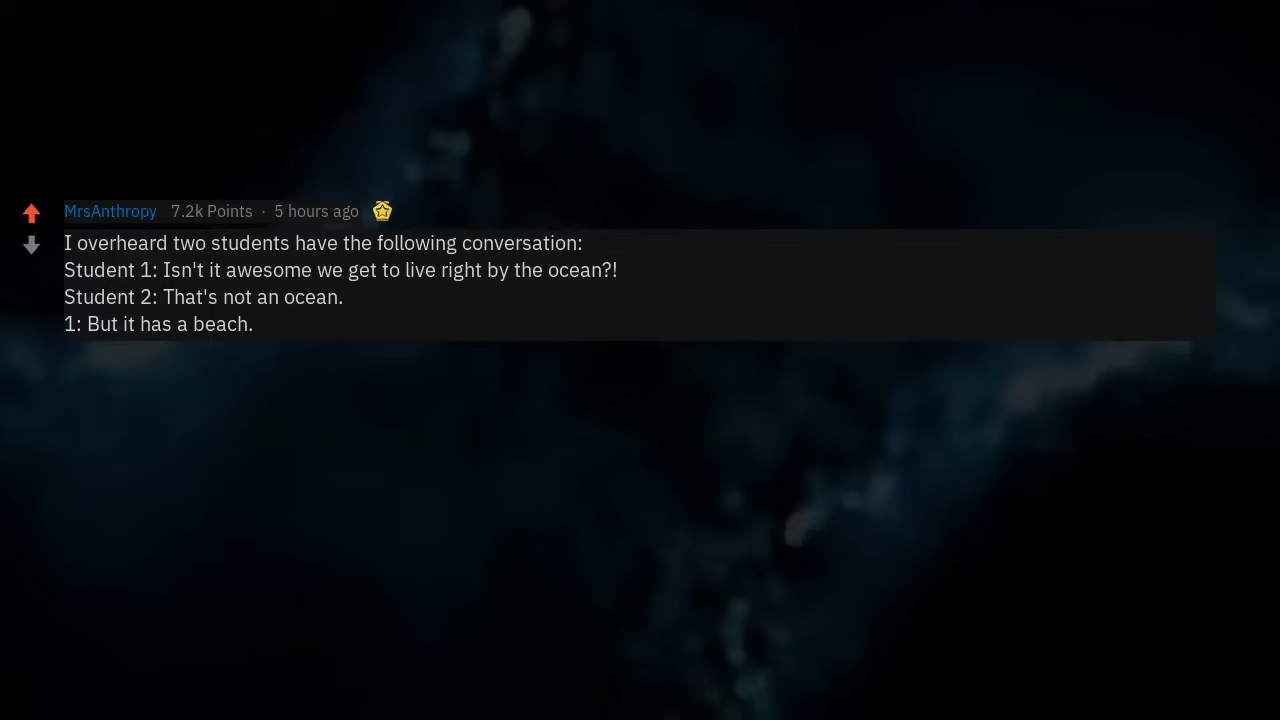 MrsAnthropy 7.2k Points · 5 hours ago
I overheard two students have the following conversation:
Student 1: Isn't it awesome we get to live right by the ocean?!
Student 2: That's not an ocean.
1: But it has a beach.